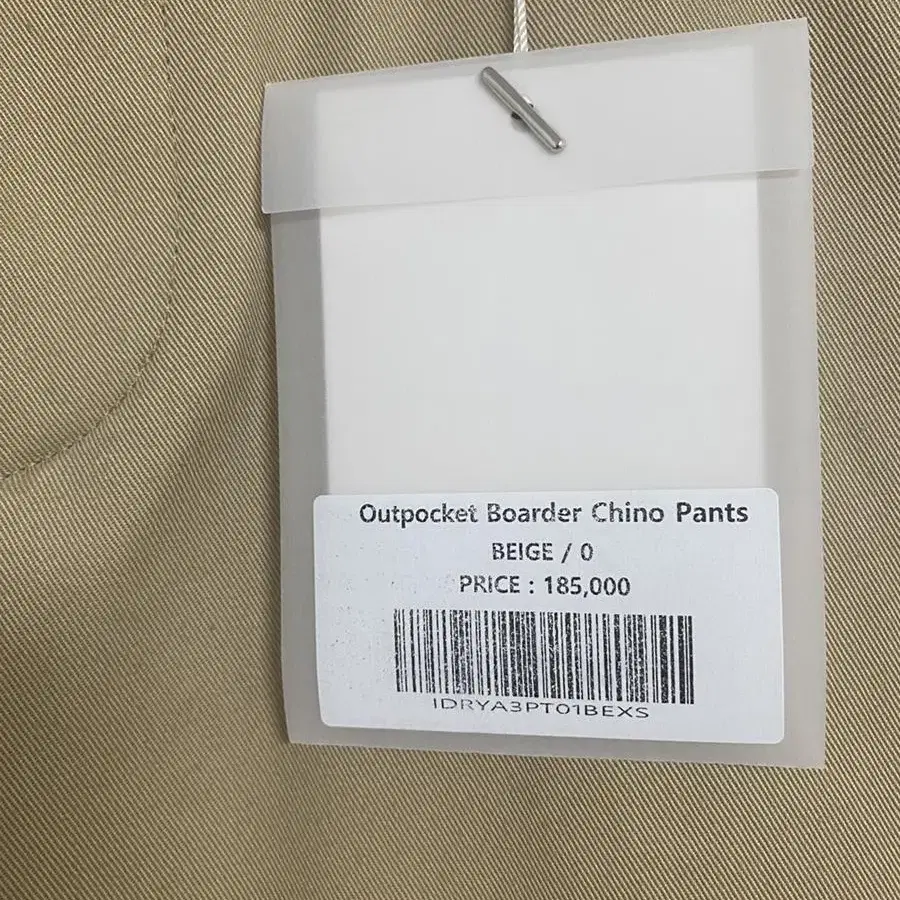 Outpocket Boarder Chino Pants
BEIGE / 0
PRICE : 185,000
IDRYA3PT01BEXS